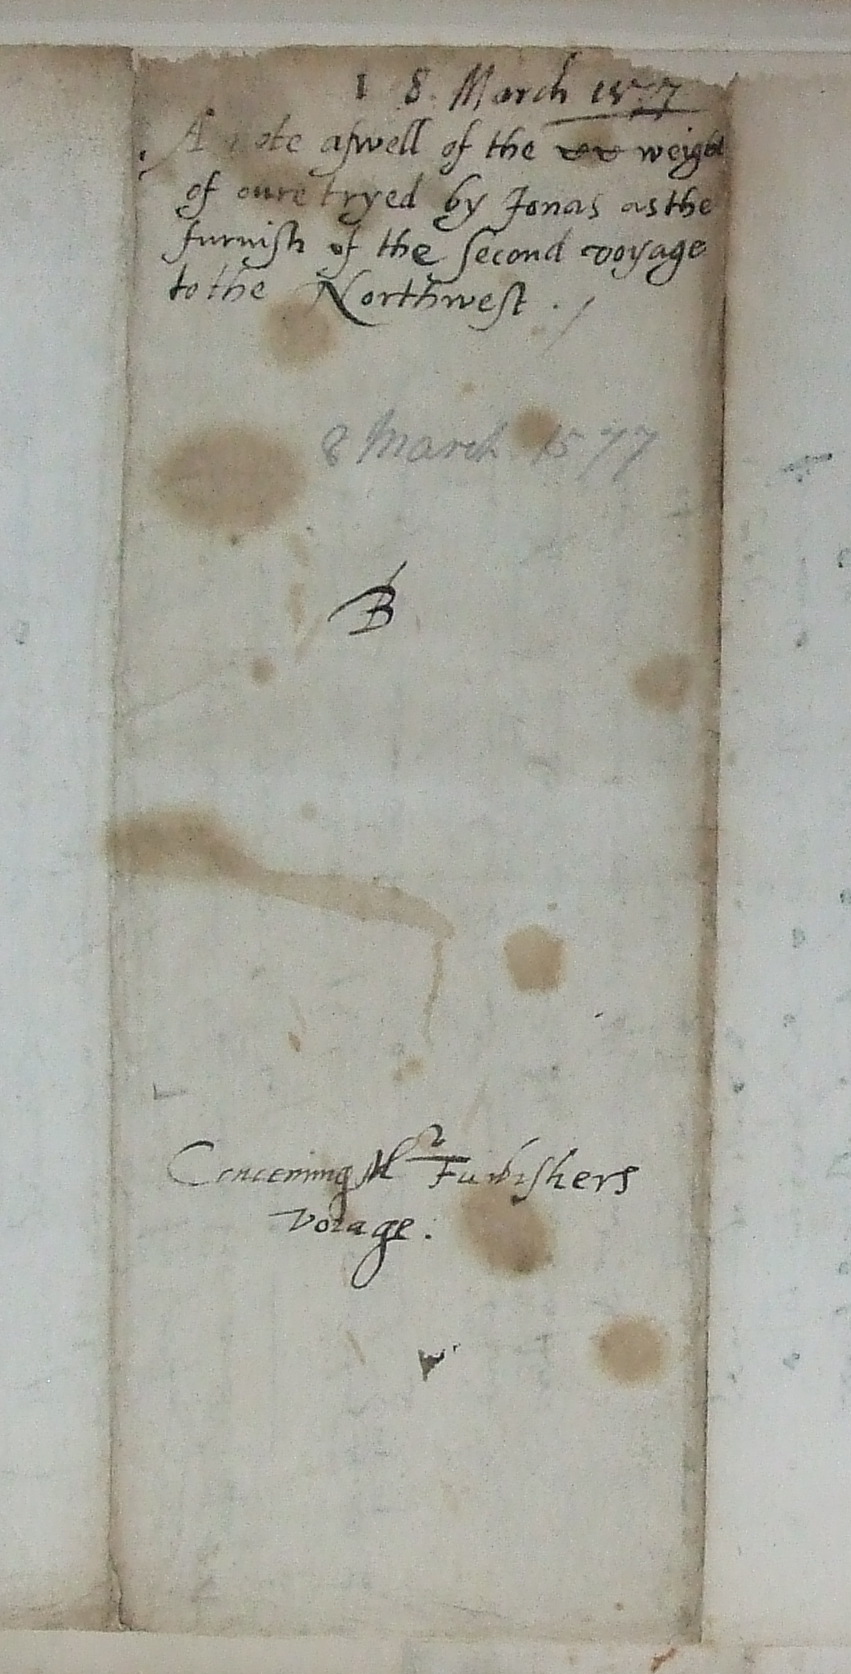 18 March 1577
A note aswell of the weight
of oure tryed by Jonas as the
furnish of the second voyage
to the Northwest ./
8 March 1577
B
Concerning Mr Furbishers
voiage.